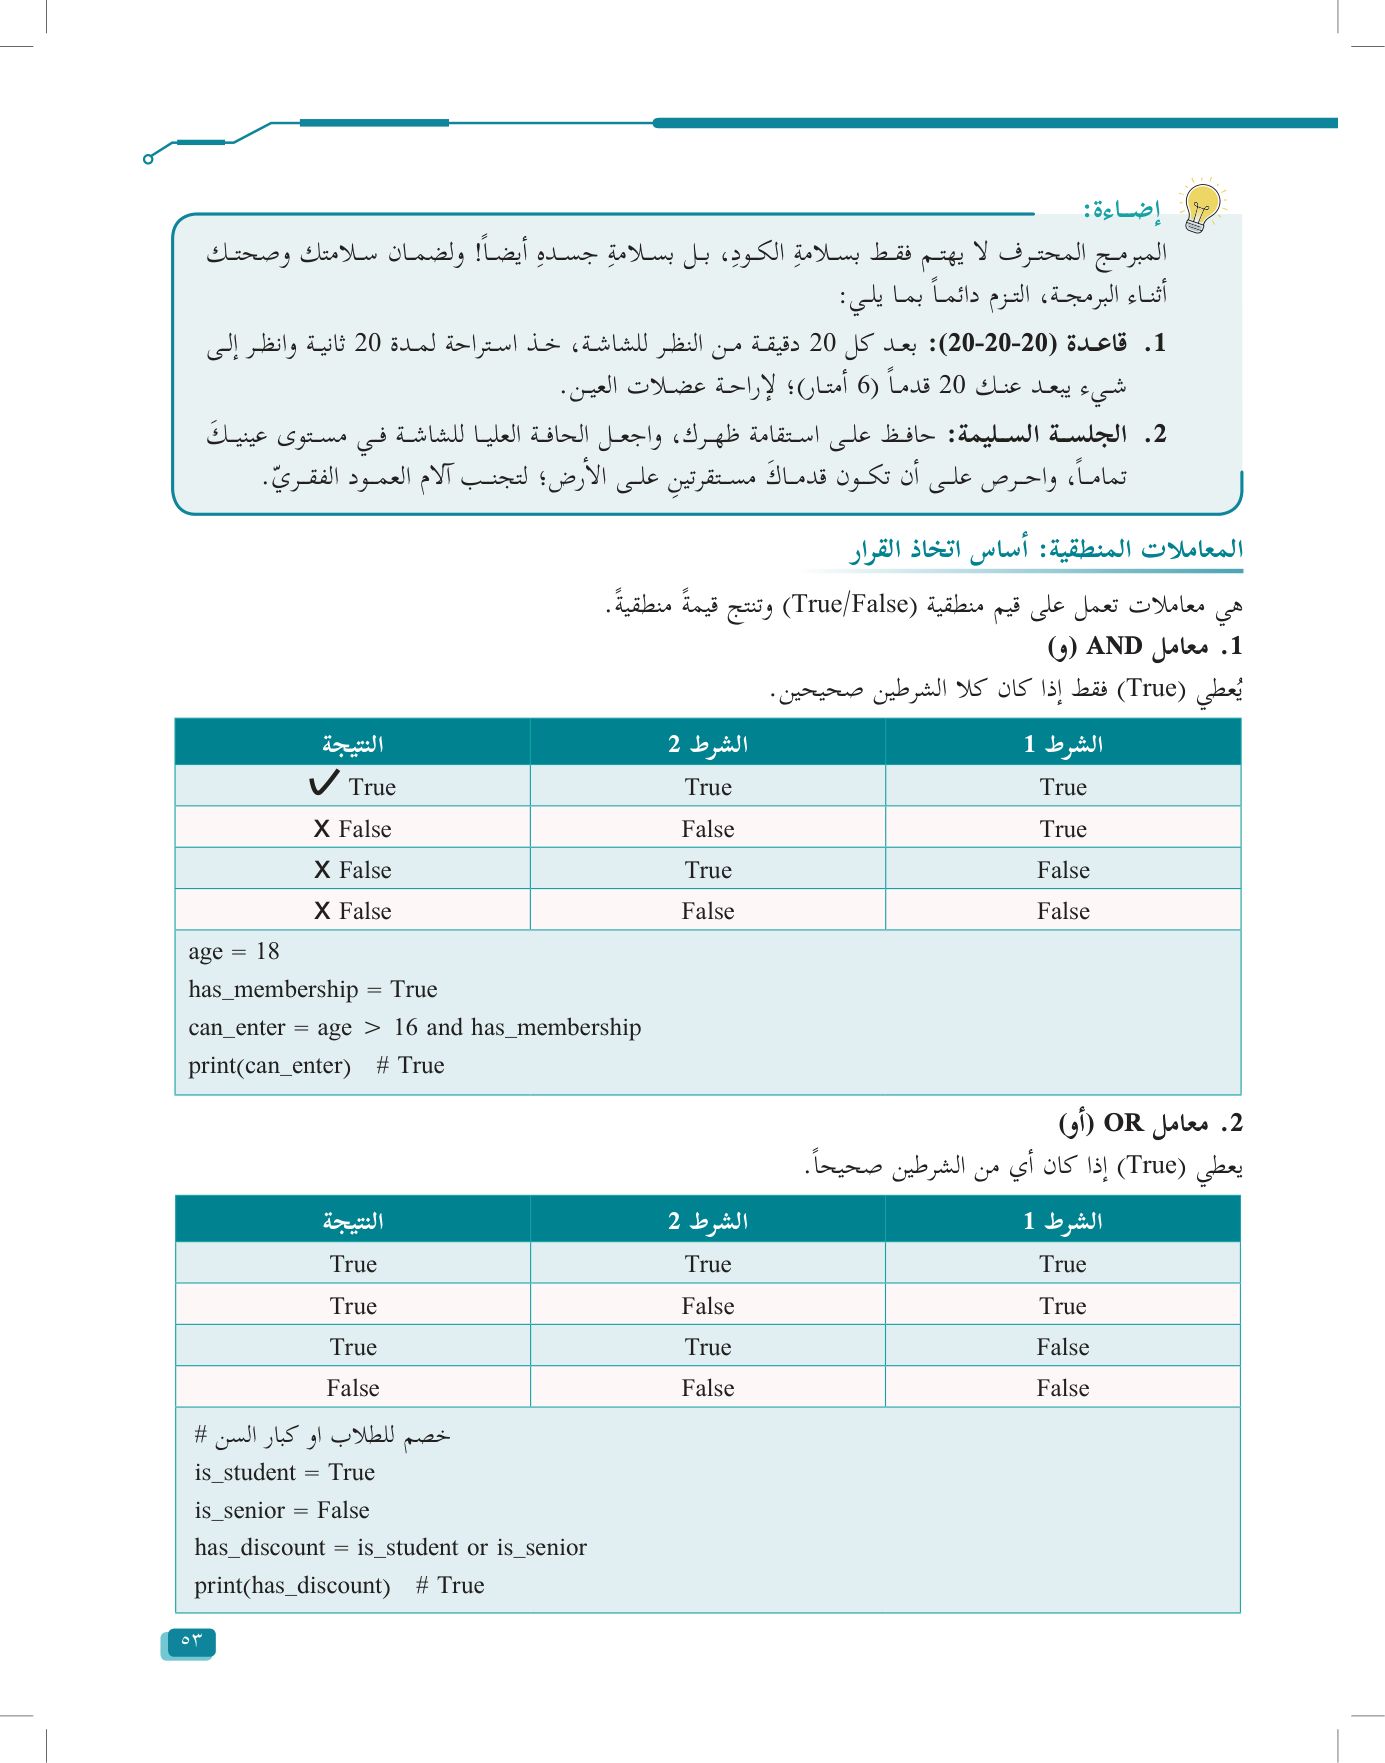 إضاءة:
المبرمج المحترف لا يهتم فقط بسلامةِ الكودِ، بل بسلامةِ جسدهِ أيضاً! ولضمان سلامتك وصحتك
أثناء البرمجة، التزم دائماً بما يلي:
1. قاعدة (20-20-20): بعد كل 20 دقيقة من النظر للشاشة، خذ استراحة لمدة 20 ثانية وانظر إلى
شيء يبعد عنك 20 قدماً (6 أمتار)؛ لإراحة عضلات العين.
2. الجلسة السليمة: حافظ على استقامة ظهرك، واجعل الحافة العليا للشاشة في مستوى عينيكَ
تماماً، واحرص على أن تكون قدماكَ مستقرتينِ على الأرض؛ لتجنب آلام العمود الفقريّ.
المعاملات المنطقية: أساس اتخاذ القرار
هي معاملات تعمل على قيم منطقية (True/False) وتنتج قيمةً منطقيةً.
1. معامل AND (و)
يُعطي (True) فقط إذا كان كلا الشرطين صحيحين.
الشرط 1 الشرط 2 النتيجة
True True ✓ True
True False X False
False True X False
False False X False
age = 18
has_membership = True
can_enter = age > 16 and has_membership
print(can_enter) # True
2. معامل OR (أو)
يعطي (True) إذا كان أي من الشرطين صحيحاً.
الشرط 1 الشرط 2 النتيجة
True True True
True False True
False True True
False False False
# خصم للطلاب او كبار السن
is_student = True
is_senior = False
has_discount = is_student or is_senior
print(has_discount) # True
٥٣